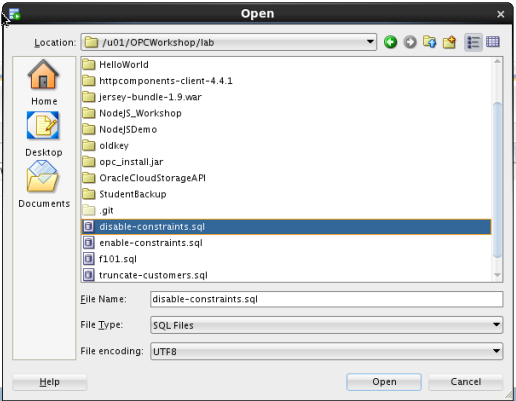 Open
Location: /u01/OPCWorkshop/lab
HelloWorld
httpcomponents-client-4.4.1
jersey-bundle-1.9.war
NodeJS_Workshop
NodeJSDemo
oldkey
opc_install.jar
OracleCloudStorageAPI
StudentBackup
.git
disable-constraints.sql
enable-constraints.sql
f101.sql
truncate-customers.sql
Home
Desktop
Documents
File Name: disable-constraints.sql
File Type: SQL Files
File encoding: UTF8
Help Open Cancel